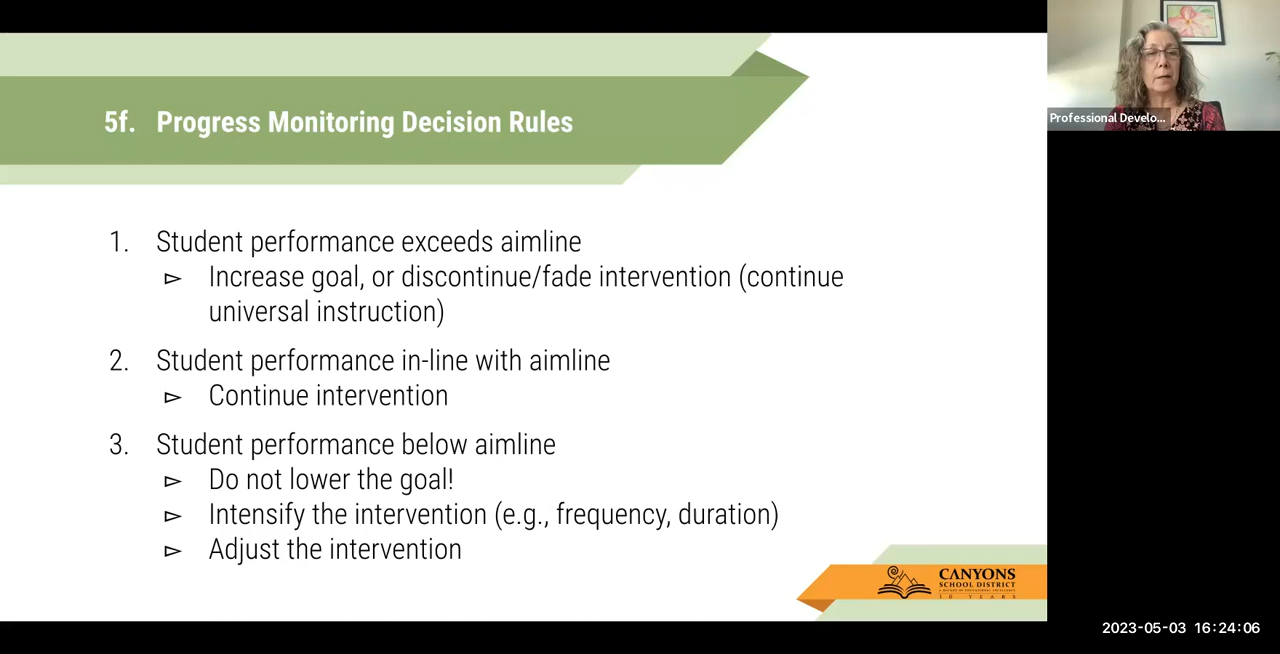 5f. Progress Monitoring Decision Rules
Professional Develo...
1. Student performance exceeds aimline
▻ Increase goal, or discontinue/fade intervention (continue
universal instruction)
2. Student performance in-line with aimline
▻ Continue intervention
3. Student performance below aimline
▻ Do not lower the goal!
▻ Intensify the intervention (e.g., frequency, duration)
▻ Adjust the intervention
CANYONS
SCHOOL DISTRICT
10 YEARS
2023-05-03 16:24:06